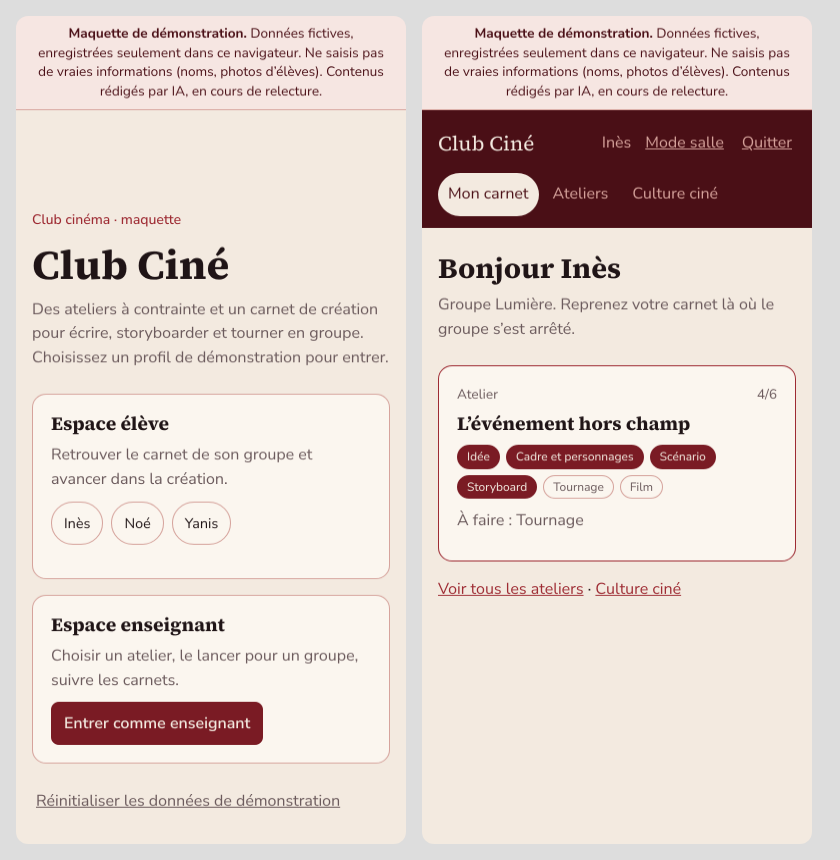 Maquette de démonstration. Données fictives,
enregistrées seulement dans ce navigateur. Ne saisis pas
de vraies informations (noms, photos d’élèves). Contenus
rédigés par IA, en cours de relecture.
Club cinéma · maquette
Club Ciné
Des ateliers à contrainte et un carnet de création
pour écrire, storyboarder et tourner en groupe.
Choisissez un profil de démonstration pour entrer.
Espace élève
Retrouver le carnet de son groupe et
avancer dans la création.
Inès Noé Yanis
Espace enseignant
Choisir un atelier, le lancer pour un groupe,
suivre les carnets.
Entrer comme enseignant
Réinitialiser les données de démonstration
Maquette de démonstration. Données fictives,
enregistrées seulement dans ce navigateur. Ne saisis pas
de vraies informations (noms, photos d’élèves). Contenus
rédigés par IA, en cours de relecture.
Club Ciné Inès Mode salle Quitter
Mon carnet Ateliers Culture ciné
Bonjour Inès
Groupe Lumière. Reprenez votre carnet là où le
groupe s’est arrêté.
Atelier 4/6
L’événement hors champ
Idée Cadre et personnages Scénario
Storyboard Tournage Film
À faire : Tournage
Voir tous les ateliers · Culture ciné